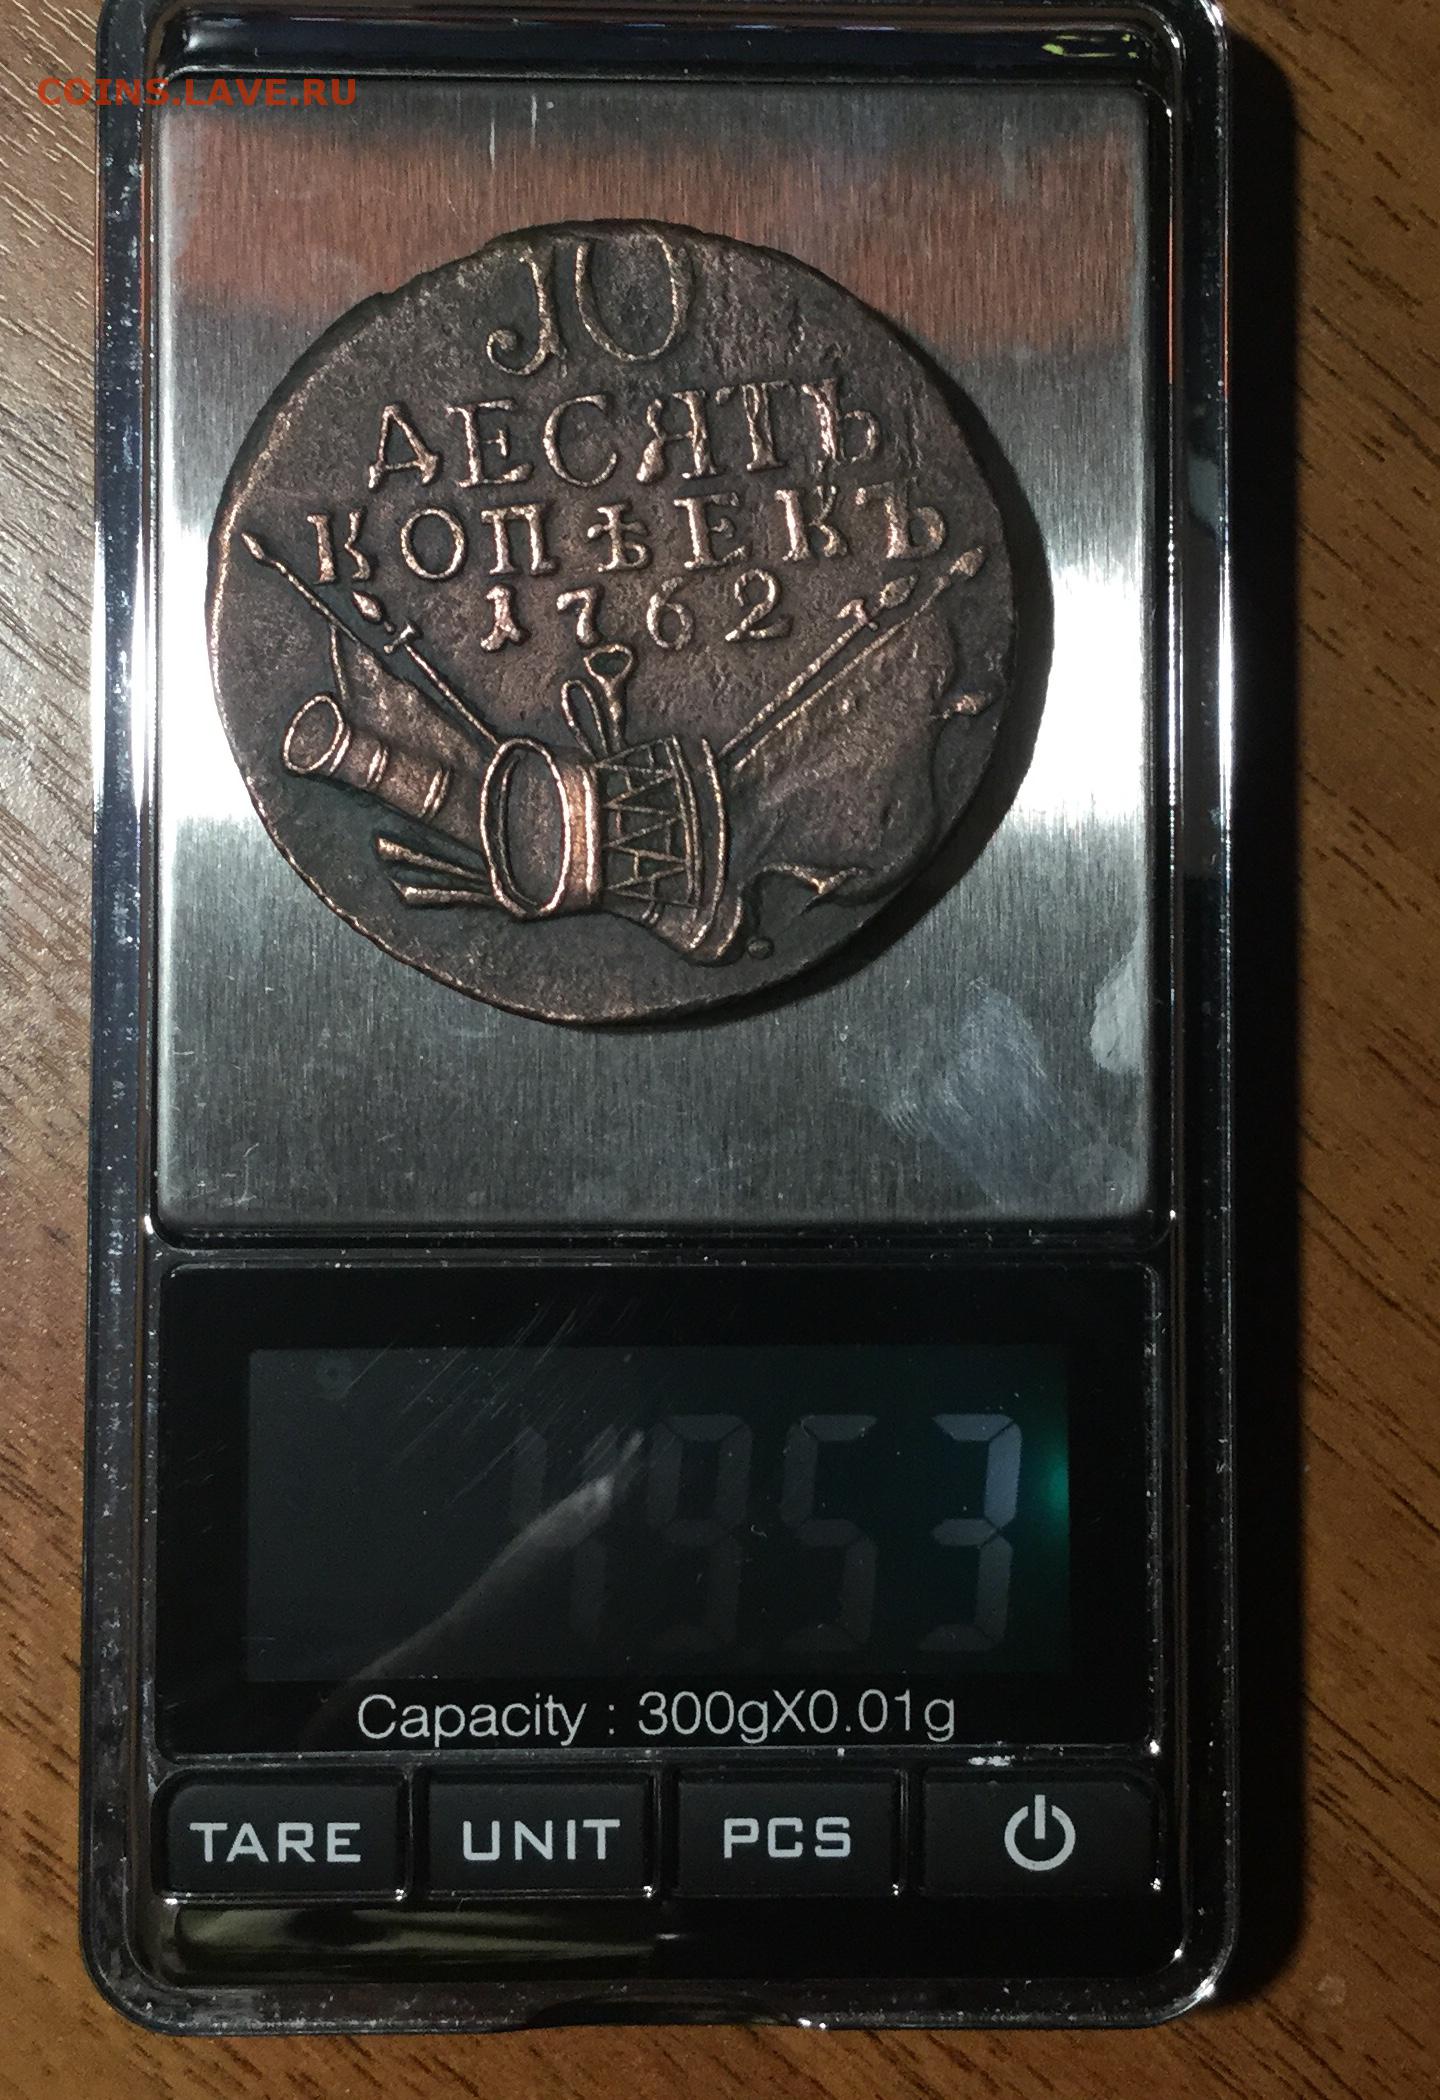 COINS.LAVE.RU
10
ДЕСЯТЬ
КОПѢЕКЪ
1762
Capacity : 300gX0.01g
TARE UNIT PCS